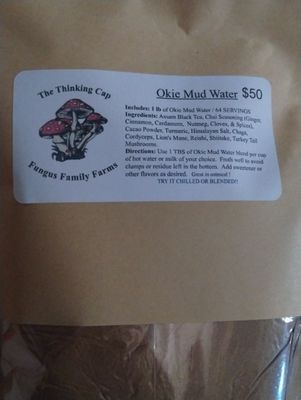 The Thinking Cap
Fungus Family Farms
Okie Mud Water $50
Includes: 1 lb of Okie Mud Water / 64 SERVINGS
Ingredients: Assam Black Tea, Chai Seasoning (Ginger,
Cinnamon, Cardamom, Nutmeg, Cloves, & Spices),
Cacao Powder, Turmeric, Himalayan Salt, Chaga,
Cordyceps, Lion's Mane, Reishi, Shiitake, Turkey Tail
Mushrooms.
Directions: Use 1 TBS of Okie Mud Water blend per cup
of hot water or milk of your choice. Froth well to avoid
clumps or residue left in the bottom. Add sweetener or
other flavors as desired. Great in oatmeal!
TRY IT CHILLED OR BLENDED!!